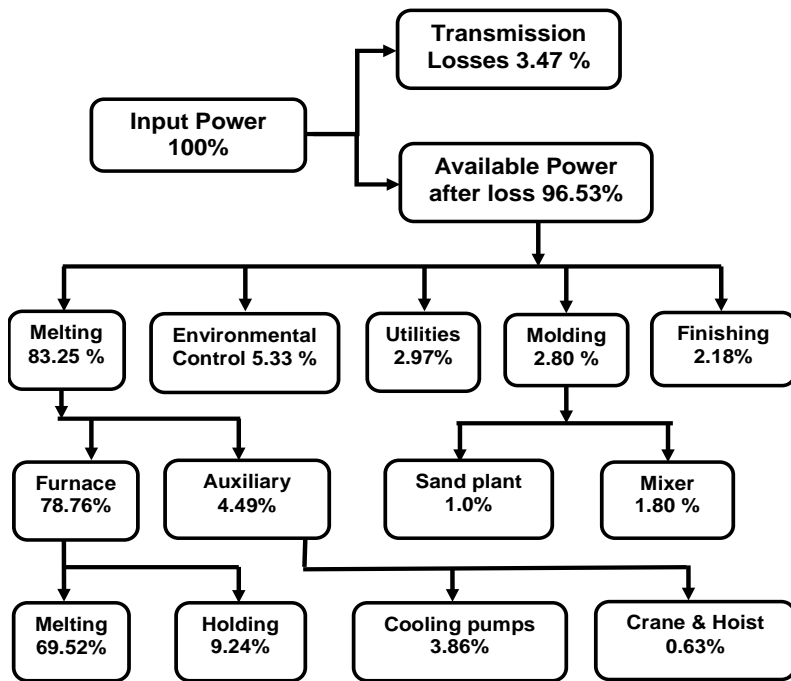 Transmission
Losses 3.47 %
Input Power
100%
Available Power
after loss 96.53%
Melting
83.25 %
Environmental
Control 5.33 %
Utilities
2.97%
Molding
2.80 %
Finishing
2.18%
Furnace
78.76%
Auxiliary
4.49%
Sand plant
1.0%
Mixer
1.80 %
Melting
69.52%
Holding
9.24%
Cooling pumps
3.86%
Crane & Hoist
0.63%